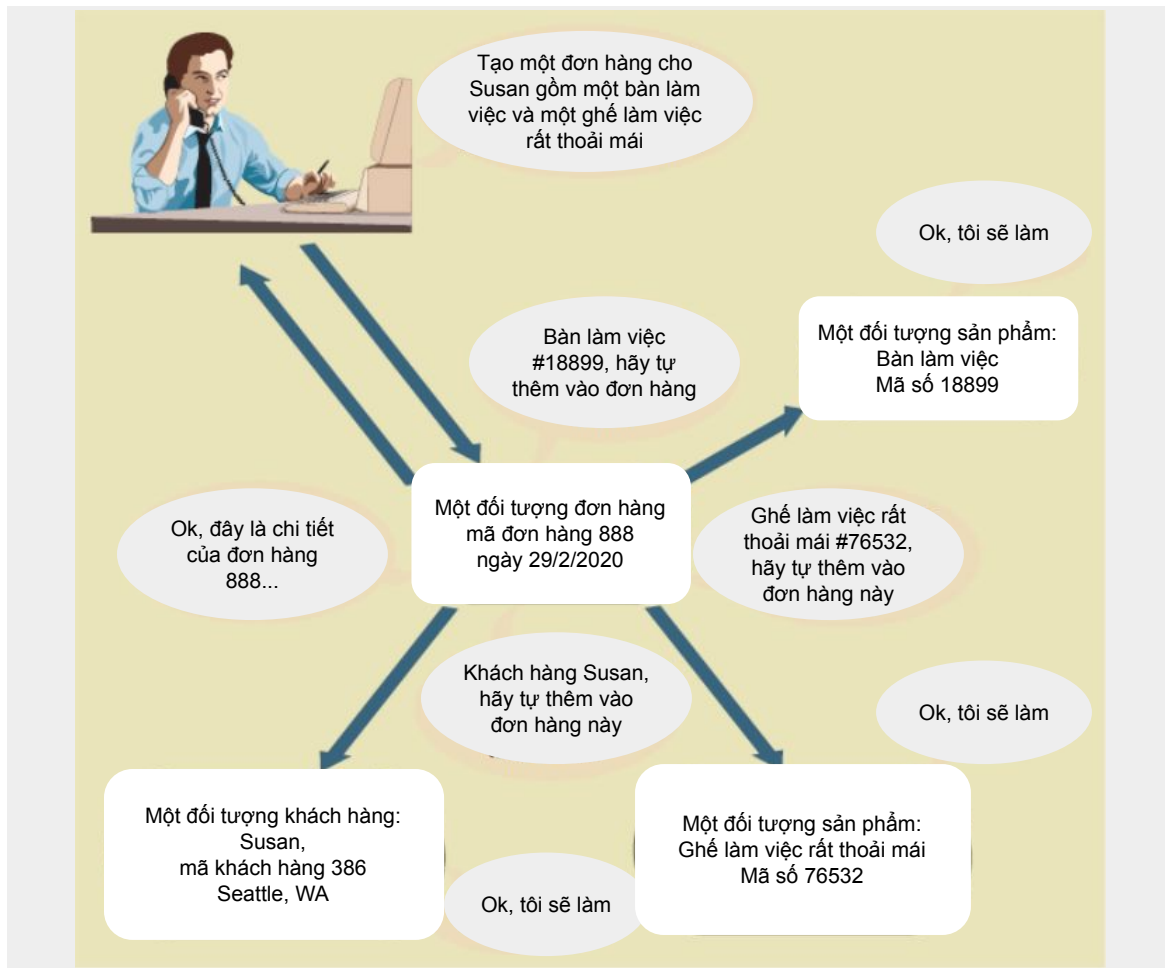 Tạo một đơn hàng cho
Susan gồm một bàn làm
việc và một ghế làm việc
rất thoải mái
Ok, tôi sẽ làm
Bàn làm việc
#18899, hãy tự
thêm vào đơn hàng
Một đối tượng sản phẩm:
Bàn làm việc
Mã số 18899
Ok, đây là chi tiết
của đơn hàng
888...
Một đối tượng đơn hàng
mã đơn hàng 888
ngày 29/2/2020
Ghế làm việc rất
thoải mái #76532,
hãy tự thêm vào
đơn hàng này
Khách hàng Susan,
hãy tự thêm vào
đơn hàng này
Ok, tôi sẽ làm
Một đối tượng khách hàng:
Susan,
mã khách hàng 386
Seattle, WA
Ok, tôi sẽ làm
Một đối tượng sản phẩm:
Ghế làm việc rất thoải mái
Mã số 76532